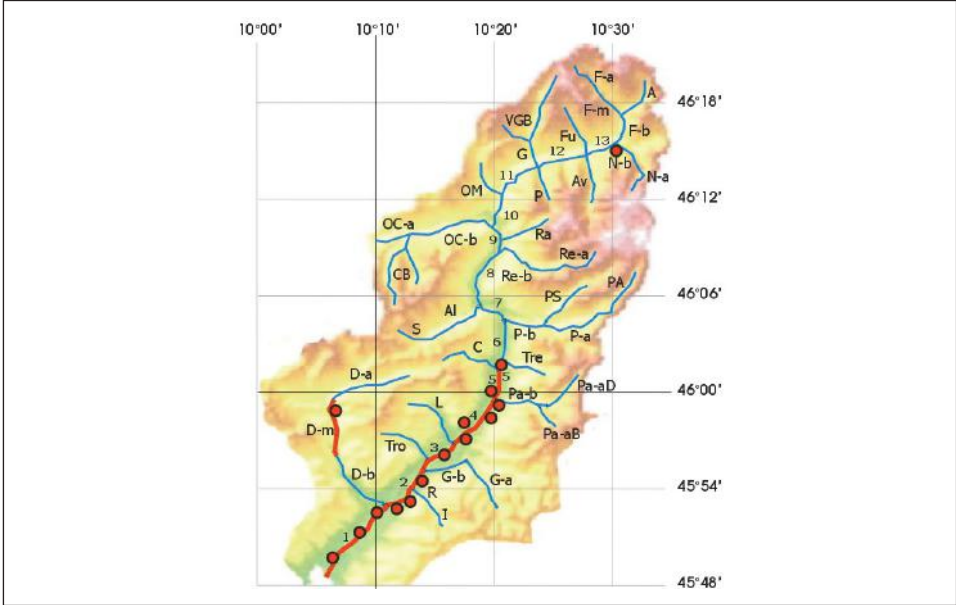 10°00' 10°10' 10°20' 10°30'
F-a
A
46°18'
F-m
VGB
Fu
F-b
13
12
G
N-b
11
N-a
Av
OM
P
46°12'
10
OC-a
Ra
OC-b
9
Re-a
CB
8
Re-b
PA
PS
46°06'
7
Al
S
P-b
P-a
6
C
Tre
D-a
5
5
46°00'
Pa-b
Pa-aD
L
4
D-m
Pa-aB
Tro
3
D-b
G-b
G-a
45°54'
2
R
I
1
45°48'